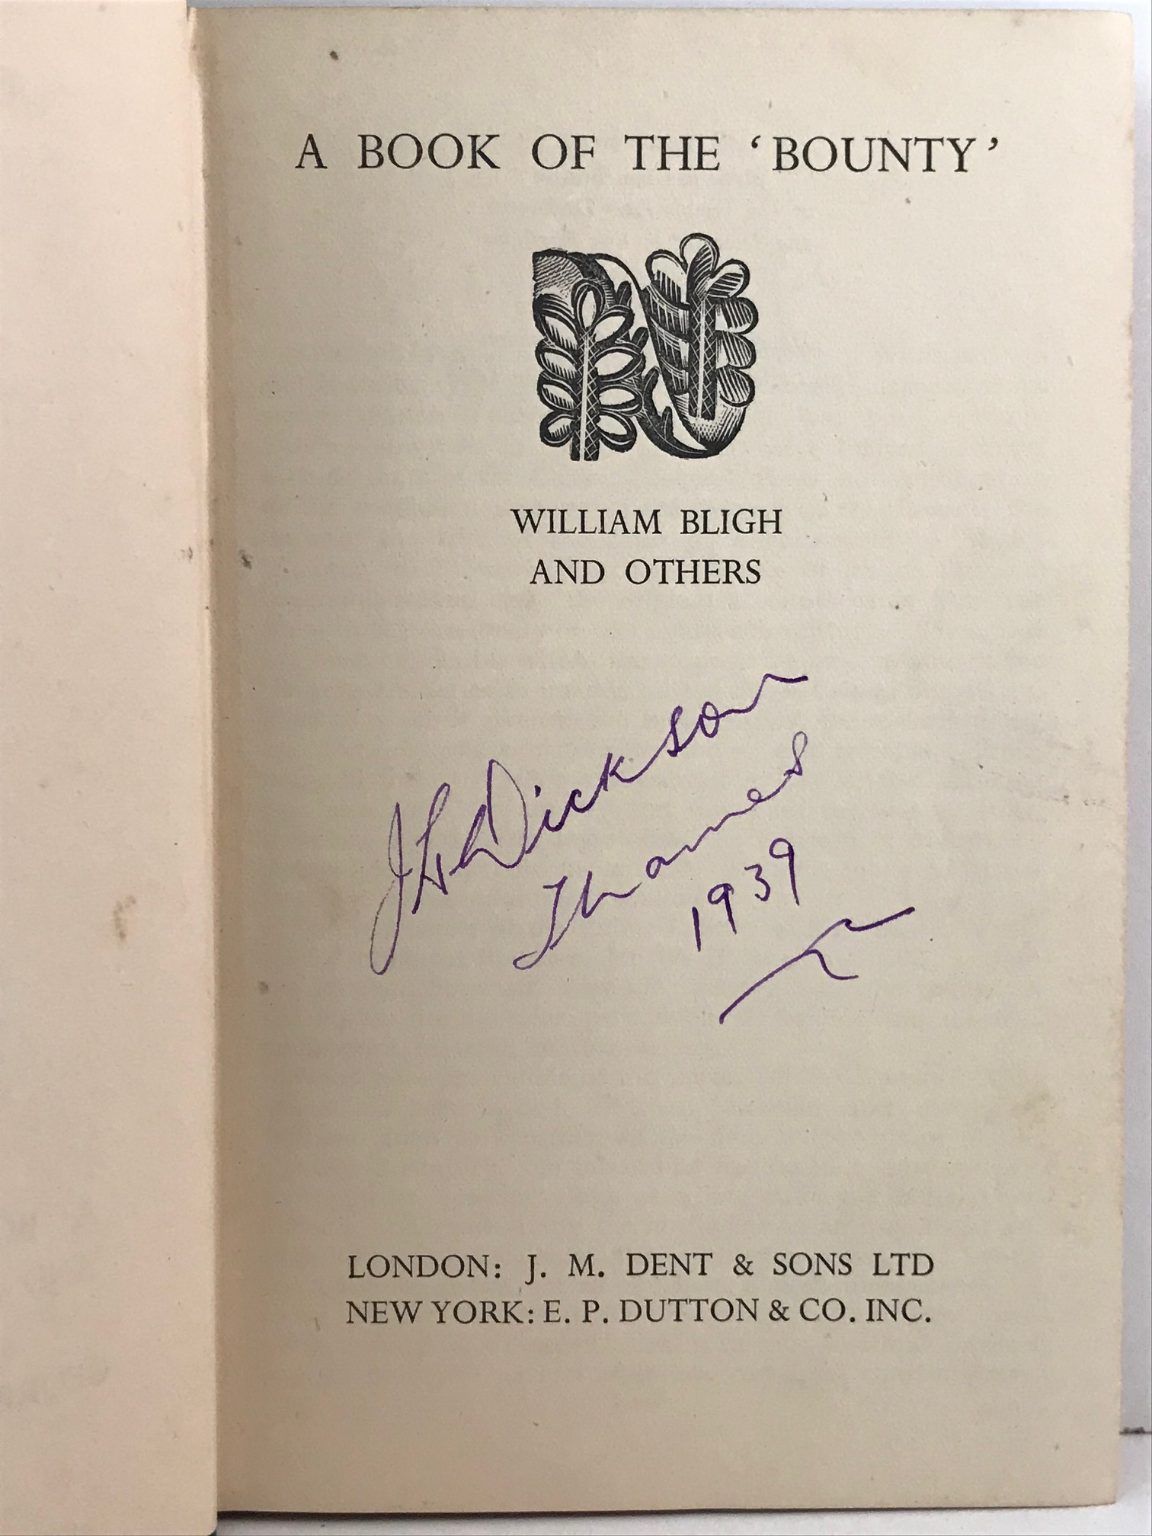 A BOOK OF THE ‘BOUNTY’
WILLIAM BLIGH
AND OTHERS
Dickson
Thames
1939
LONDON: J. M. DENT & SONS LTD
NEW YORK: E. P. DUTTON & CO. INC.